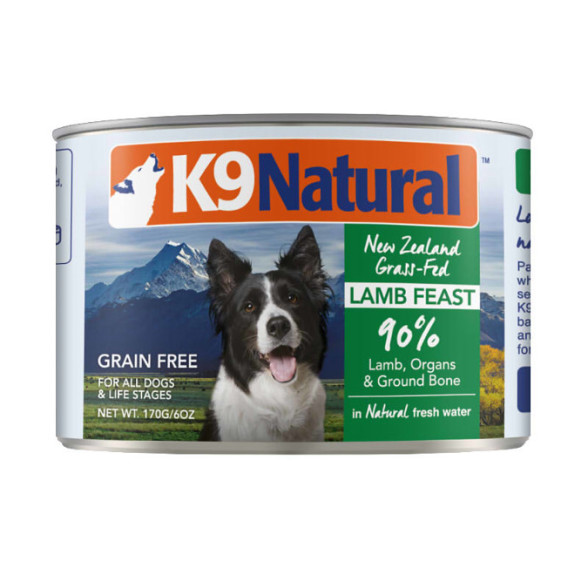 K9Natural™
New Zealand
Grass-Fed
LAMB FEAST
90%
Lamb, Organs
& Ground Bone
in Natural fresh water
GRAIN FREE
FOR ALL DOGS
& LIFE STAGES
NET WT. 170G/6OZ